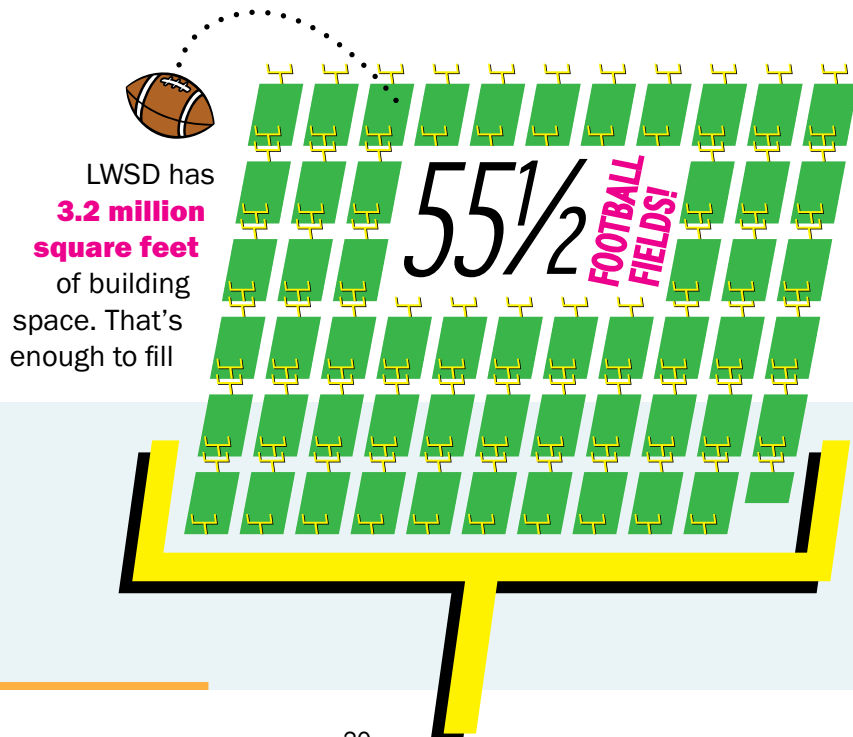 LWSD has
3.2 million
square feet
of building
space. That's
enough to fill
55½
FOOTBALL
FIELDS!